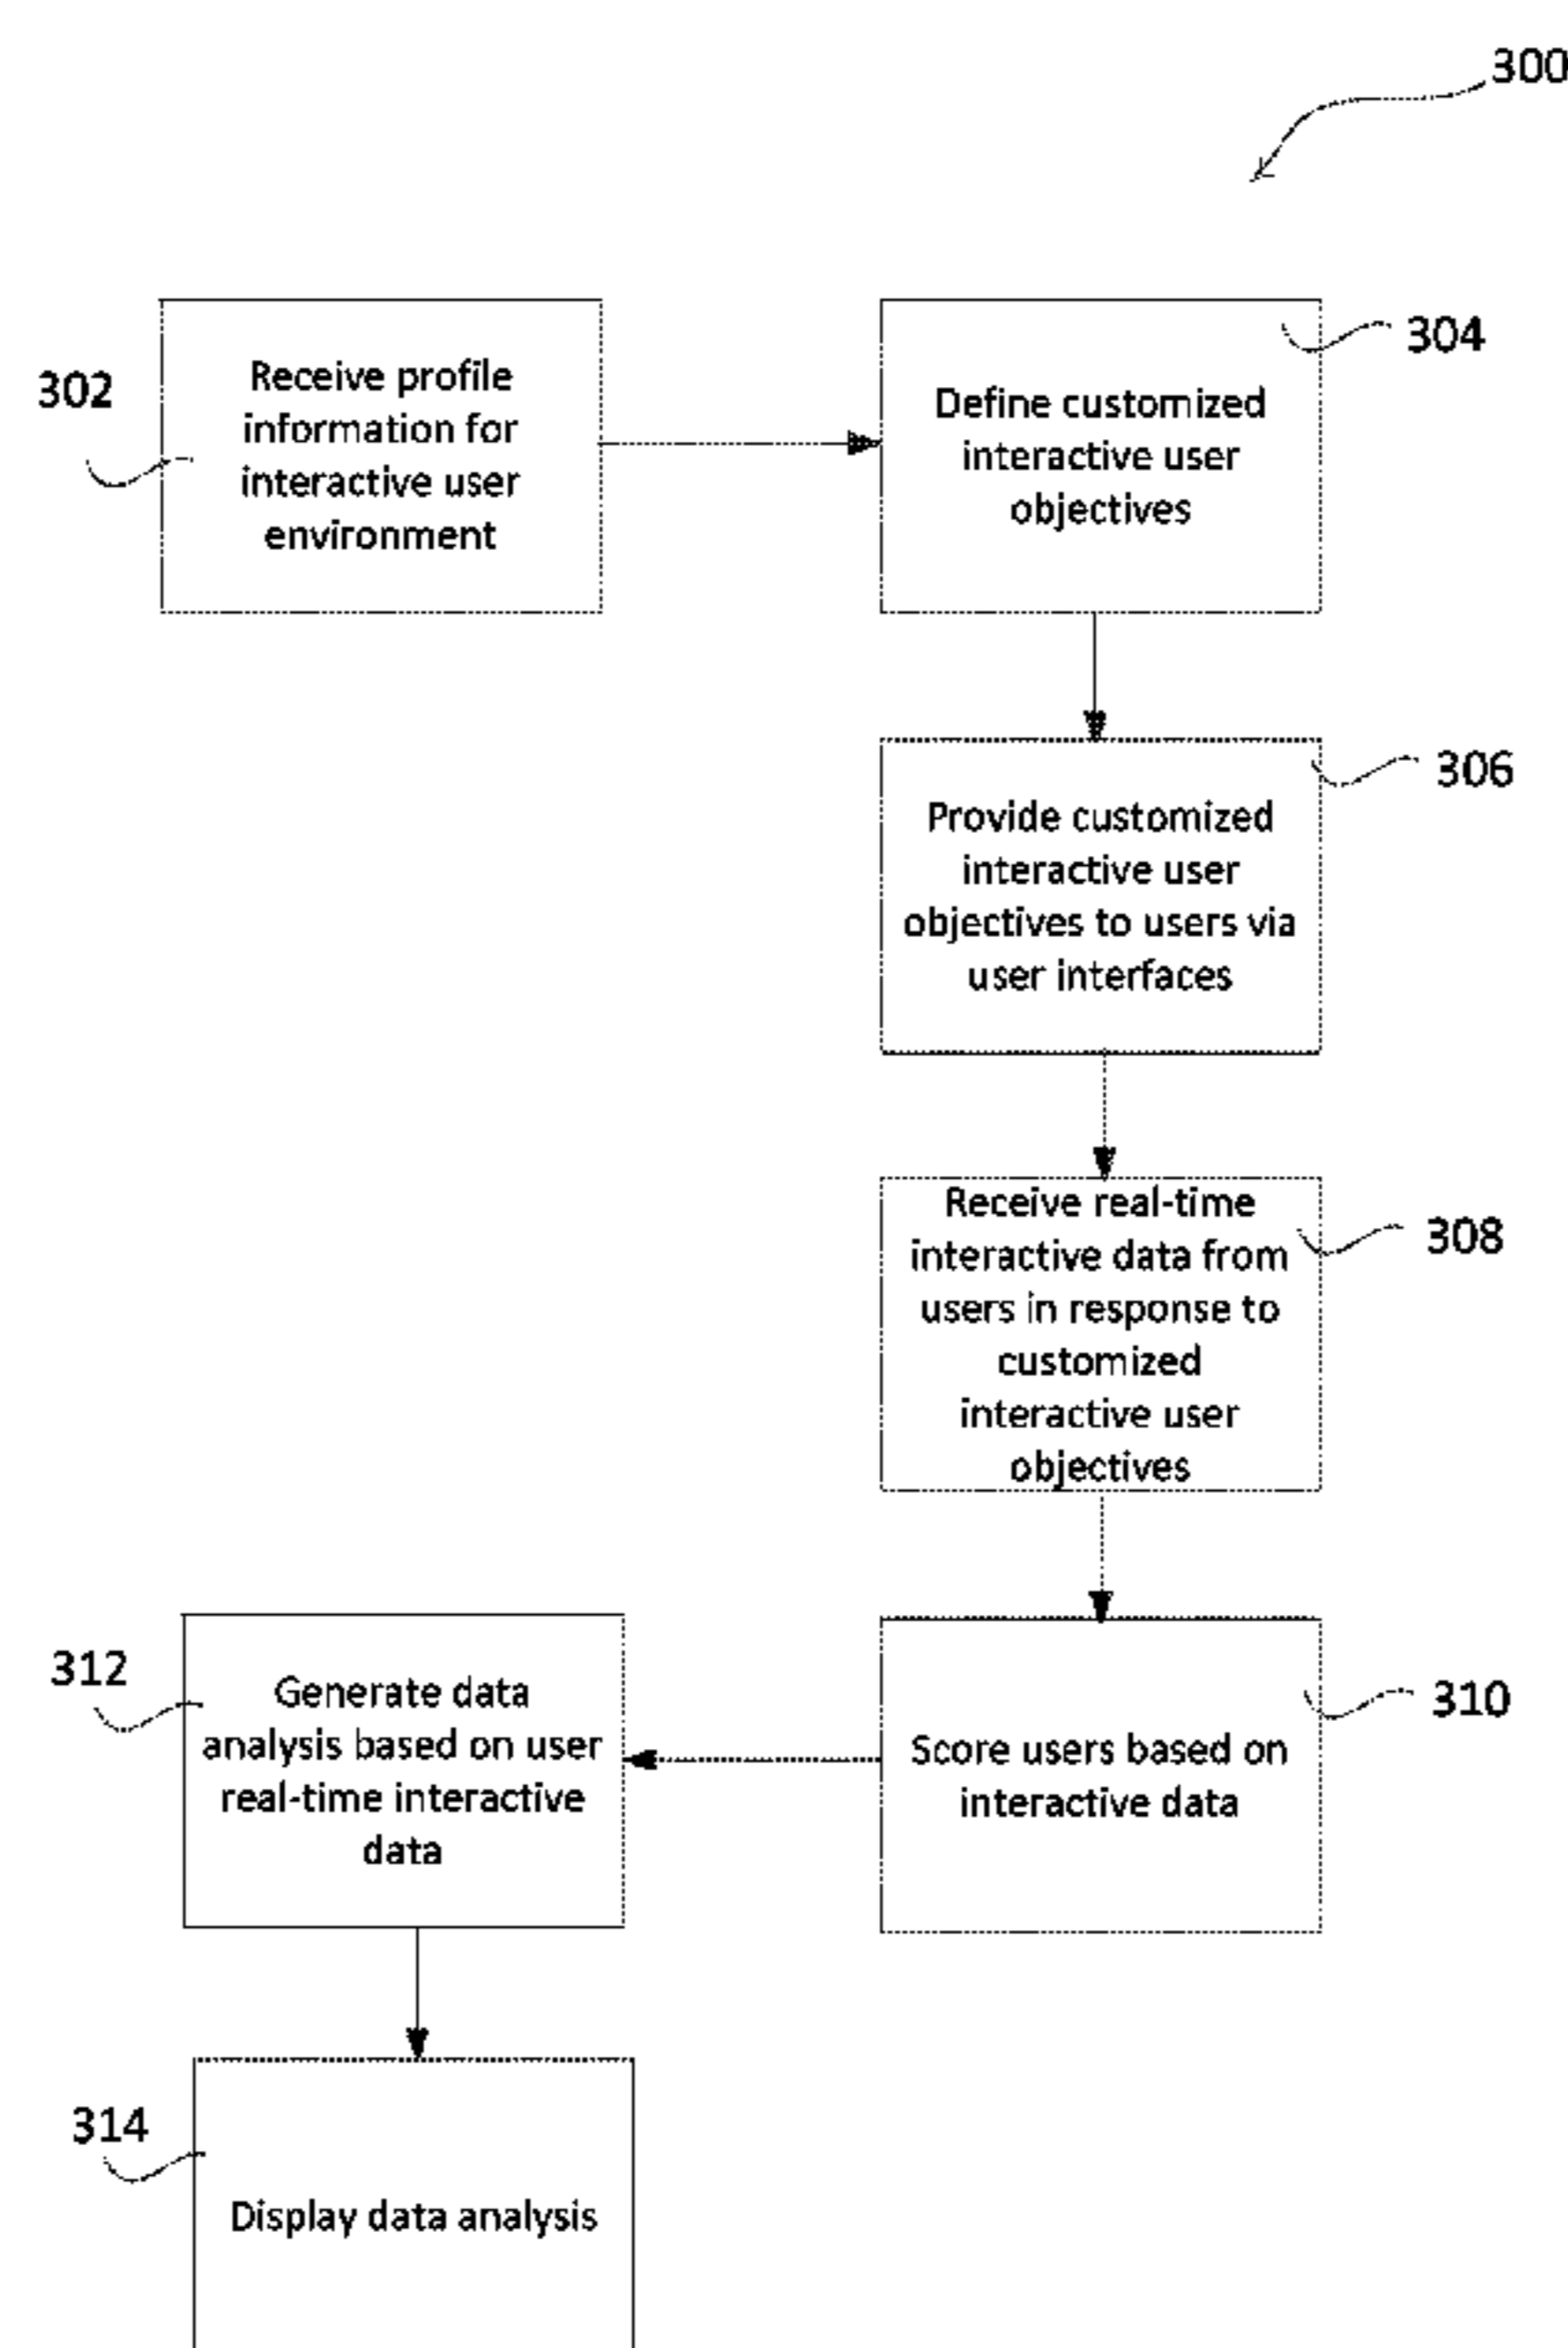 300
302
Receive profile
information for
interactive user
environment
304
Define customized
interactive user
objectives
306
Provide customized
interactive user
objectives to users via
user interfaces
308
Receive real-time
interactive data from
users in response to
customized
interactive user
objectives
310
Score users based on
interactive data
312
Generate data
analysis based on user
real-time interactive
data
314
Display data analysis